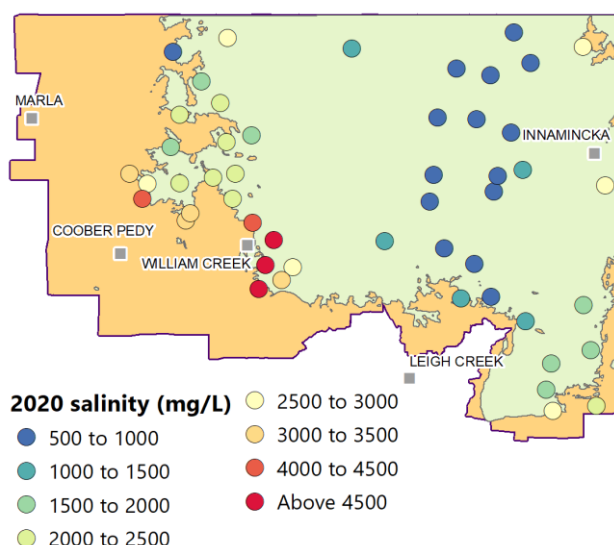 MARLA
INNAMINCKA
COOBER PEDY
WILLIAM CREEK
LEIGH CREEK
2020 salinity (mg/L)
500 to 1000
1000 to 1500
1500 to 2000
2000 to 2500
2500 to 3000
3000 to 3500
4000 to 4500
Above 4500